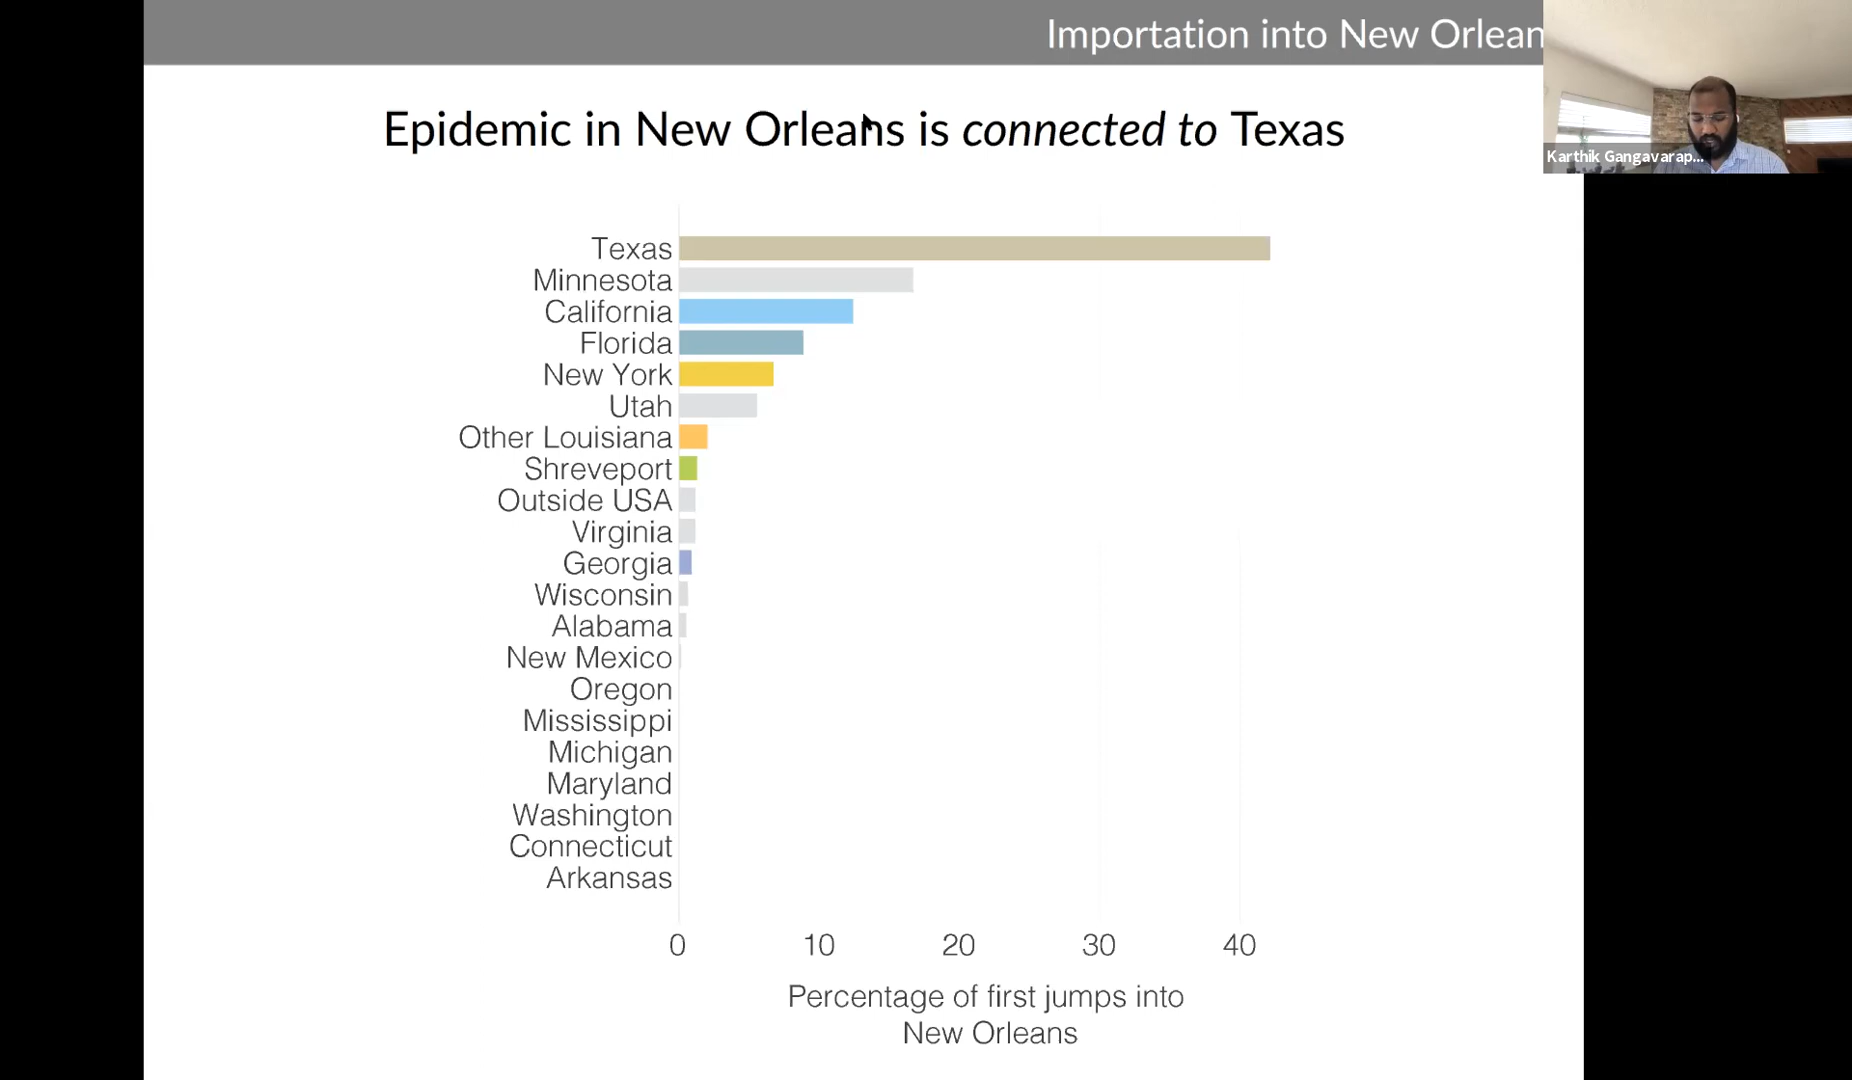 Importation into New Orlean
Karthik Gangavarap...
Epidemic in New Orleans is connected to Texas
Texas
Minnesota
California
Florida
New York
Utah
Other Louisiana
Shreveport
Outside USA
Virginia
Georgia
Wisconsin
Alabama
New Mexico
Oregon
Mississippi
Michigan
Maryland
Washington
Connecticut
Arkansas
0 10 20 30 40
Percentage of first jumps into
New Orleans